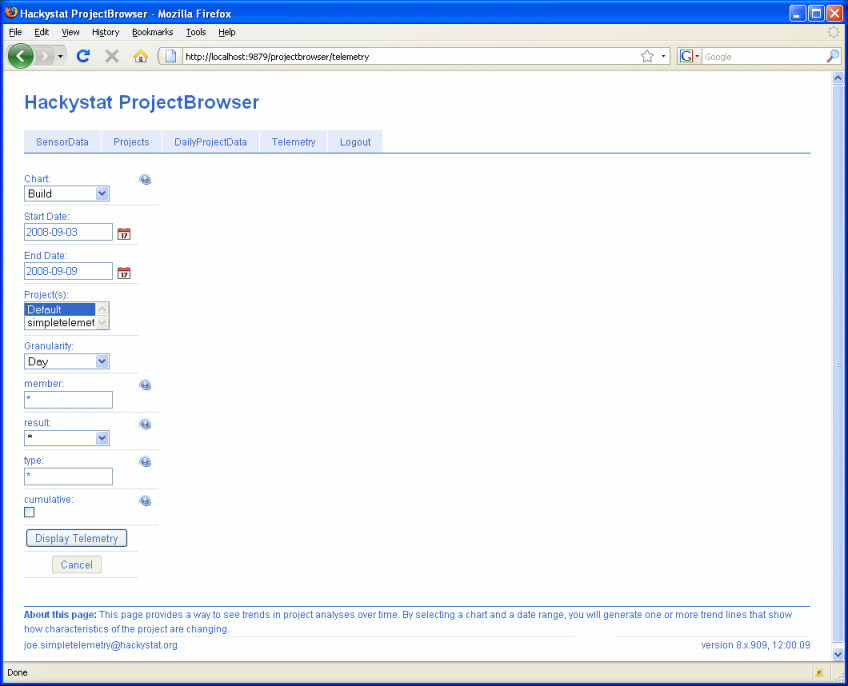 Hackystat ProjectBrowser - Mozilla Firefox
File Edit View History Bookmarks Tools Help
http://localhost:9879/projectbrowser/telemetry
G Google
Hackystat ProjectBrowser
SensorData Projects DailyProjectData Telemetry Logout
Chart:
Build
Start Date:
2008-09-03
17
End Date:
2008-09-09
17
Project(s):
Default
simpletelemet
Granularity:
Day
member:
*
result:
*
type:
*
cumulative:
Display Telemetry
Cancel
About this page: This page provides a way to see trends in project analyses over time. By selecting a chart and a date range, you will generate one or more trend lines that show
how characteristics of the project are changing.
joe.simpletelemetry@hackystat.org
version 8.x.909, 12:00:09
Done